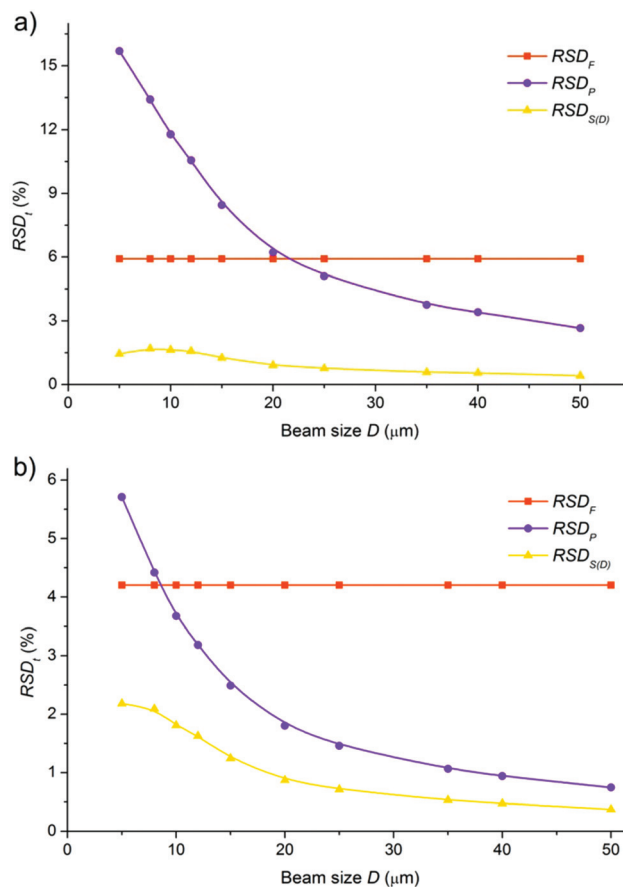 a)
15
12
9
6
3
0
RSD_t (%)
RSD_F
RSD_P
RSD_S(D)
0 10 20 30 40 50
Beam size D (μm)
b)
6
5
4
3
2
1
0
RSD_t (%)
RSD_F
RSD_P
RSD_S(D)
0 10 20 30 40 50
Beam size D (μm)